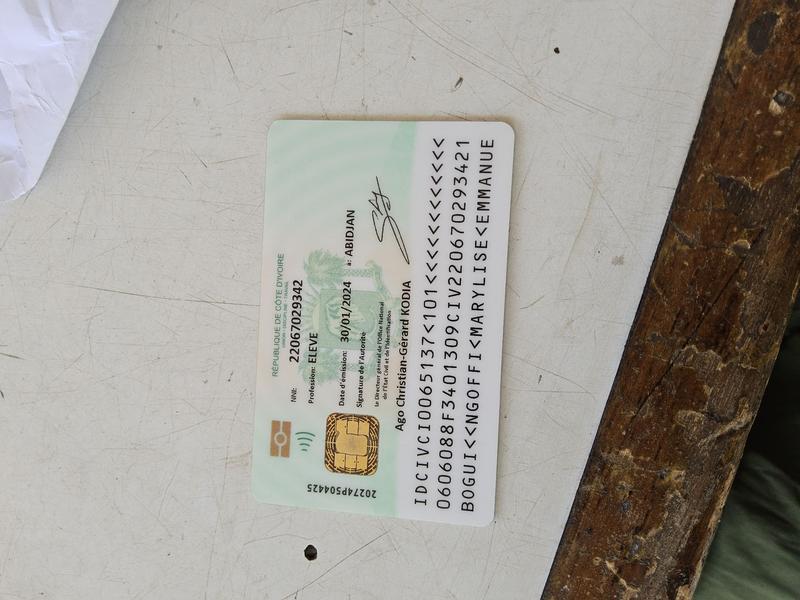 RÉPUBLIQUE DE CÔTE D'IVOIRE
NNI: 22067029342
Profession: ELEVE
Date d'émission: 30/01/2024 à: ABIDJAN
Signature de l'Autorité
Le Directeur général de l'Office National
de l'Etat Civil et de l'Identification
Ago Christian-Gérard KODIA
20274P504425
IDCIVCI0065137<101<<<<<<<<<<<<
0606088F3401309CIV220670293421
BOGUI<<NGOFFI<MARYLISE<EMMANUE